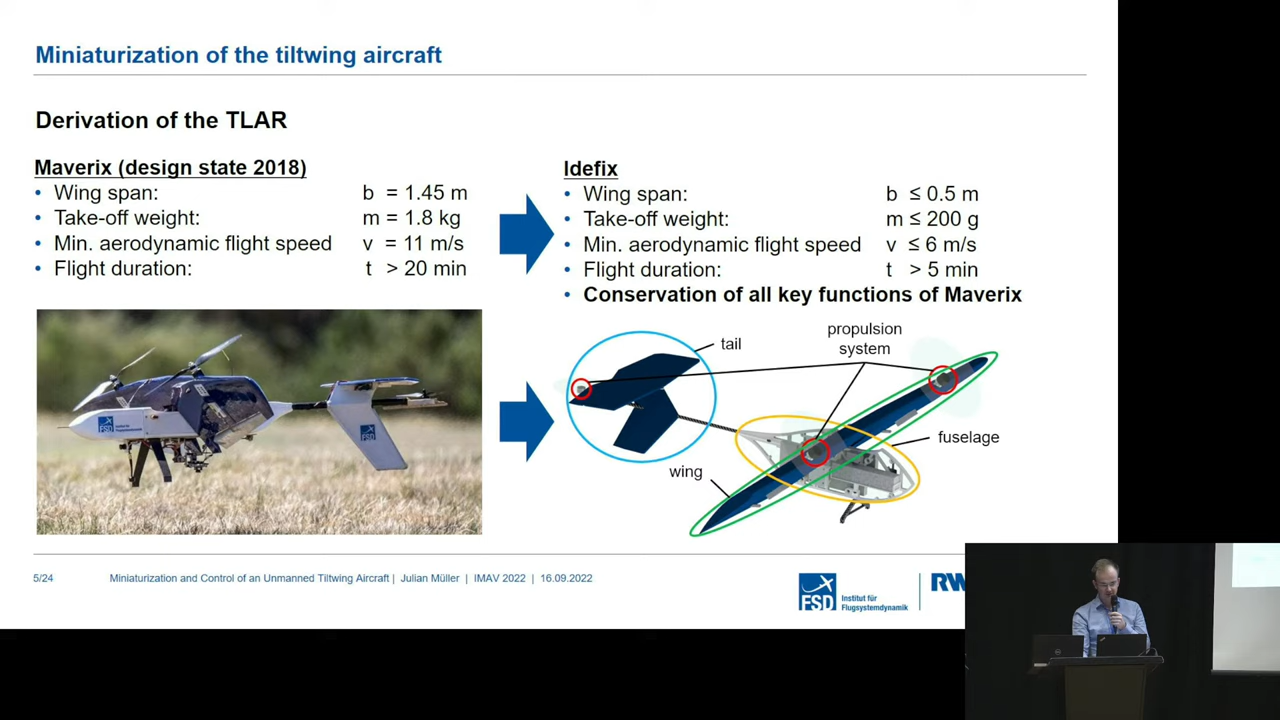 Miniaturization of the tiltwing aircraft
Derivation of the TLAR
Maverix (design state 2018)
• Wing span: b = 1.45 m
• Take-off weight: m = 1.8 kg
• Min. aerodynamic flight speed v = 11 m/s
• Flight duration: t > 20 min
Idefix
• Wing span: b ≤ 0.5 m
• Take-off weight: m ≤ 200 g
• Min. aerodynamic flight speed v ≤ 6 m/s
• Flight duration: t > 5 min
• Conservation of all key functions of Maverix
FSD
FSD
tail
propulsion
system
fuselage
wing
5/24 Miniaturization and Control of an Unmanned Tiltwing Aircraft | Julian Müller | IMAV 2022 | 16.09.2022
FSD
Institut für
Flugsystemdynamik
RW